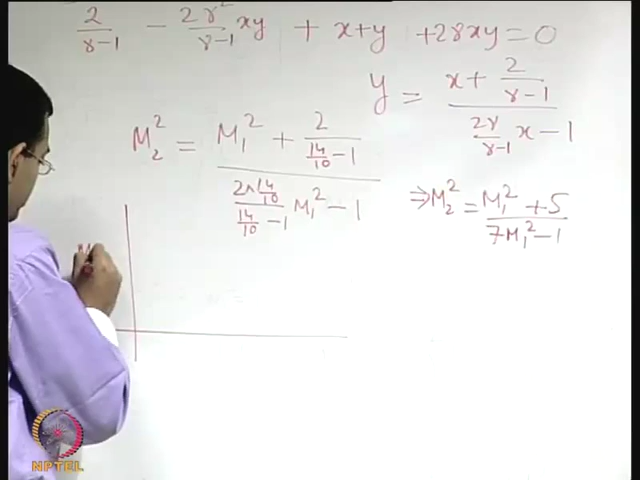 2/(γ-1) - 2γ²/(γ-1) xy + x+y + 2γxy = 0
y = (x + 2/(γ-1)) / (2γ/(γ-1) x - 1)
M₂² = (M₁² + 2/(14/10 - 1)) / ((2×14/10)/(14/10 - 1) M₁² - 1)
⇒ M₂² = (M₁² + 5) / (7M₁² - 1)
NPTEL